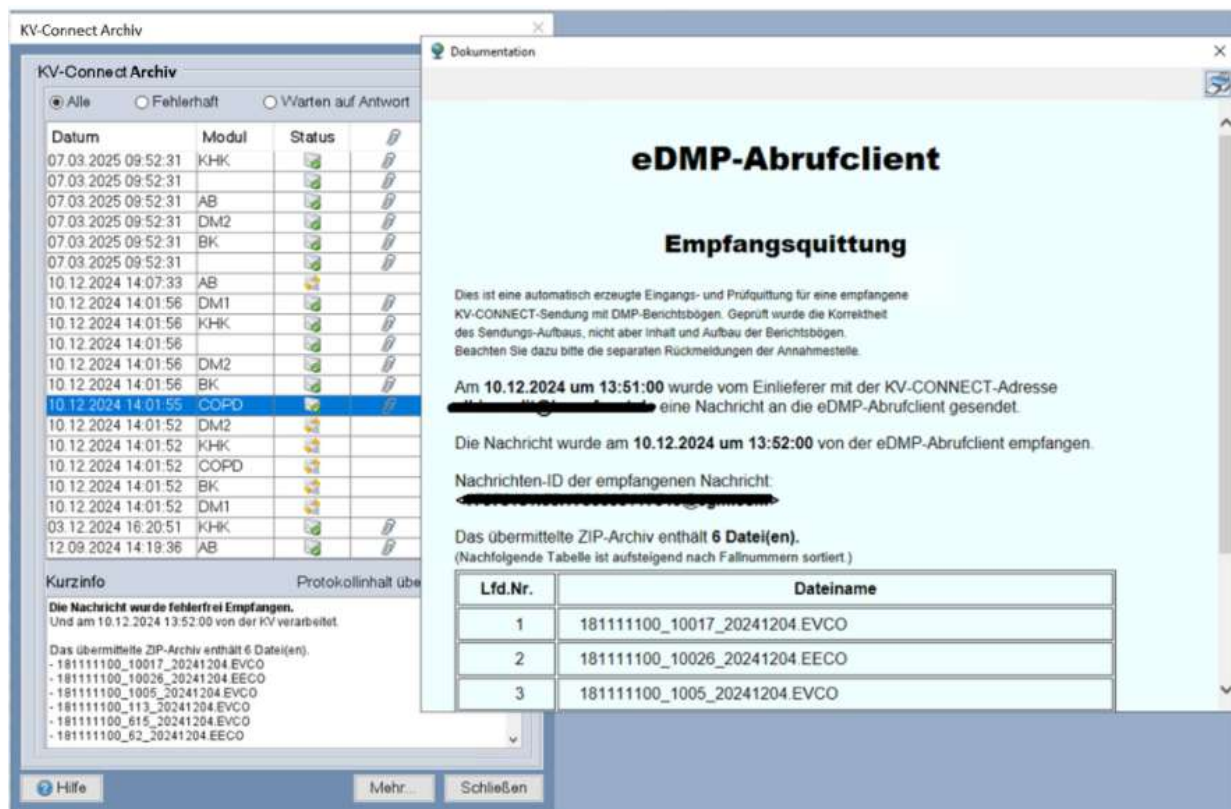 KV-Connect Archiv
KV-Connect Archiv
Alle Fehlerhaft Warten auf Antwort
Datum Modul Status
07.03.2025 09:52:31 KHK
07.03.2025 09:52:31
07.03.2025 09:52:31 AB
07.03.2025 09:52:31 DM2
07.03.2025 09:52:31 BK
07.03.2025 09:52:31
10.12.2024 14:07:33 AB
10.12.2024 14:01:56 DM1
10.12.2024 14:01:56 KHK
10.12.2024 14:01:56
10.12.2024 14:01:56 DM2
10.12.2024 14:01:56 BK
10.12.2024 14:01:55 COPD
10.12.2024 14:01:52 DM2
10.12.2024 14:01:52 KHK
10.12.2024 14:01:52 COPD
10.12.2024 14:01:52 BK
10.12.2024 14:01:52 DM1
03.12.2024 16:20:51 KHK
12.09.2024 14:19:36 AB
Kurzinfo Protokollinhalt übe
Die Nachricht wurde fehlerfrei Empfangen.
Und am 10.12.2024 13:52:00 von der KV verarbeitet.
Das übermittelte ZIP-Archiv enthält 6 Datei(en).
- 181111100_10017_20241204.EVCO
- 181111100_10026_20241204.EECO
- 181111100_1005_20241204.EVCO
- 181111100_113_20241204.EVCO
- 181111100_615_20241204.EVCO
- 181111100_62_20241204.EECO
Hilfe Mehr... Schließen
Dokumentation
eDMP-Abrufclient
Empfangsquittung
Dies ist eine automatisch erzeugte Eingangs- und Prüfquittung für eine empfangene
KV-CONNECT-Sendung mit DMP-Berichtsbögen. Geprüft wurde die Korrektheit
des Sendungs-Aufbaus, nicht aber Inhalt und Aufbau der Berichtsbögen.
Beachten Sie dazu bitte die separaten Rückmeldungen der Annahmestelle.
Am 10.12.2024 um 13:51:00 wurde vom Einlieferer mit der KV-CONNECT-Adresse
eine Nachricht an die eDMP-Abrufclient gesendet.
Die Nachricht wurde am 10.12.2024 um 13:52:00 von der eDMP-Abrufclient empfangen.
Nachrichten-ID der empfangenen Nachricht:
Das übermittelte ZIP-Archiv enthält 6 Datei(en).
(Nachfolgende Tabelle ist aufsteigend nach Fallnummern sortiert.)
Lfd.Nr. Dateiname
1 181111100_10017_20241204.EVCO
2 181111100_10026_20241204.EECO
3 181111100_1005_20241204.EVCO